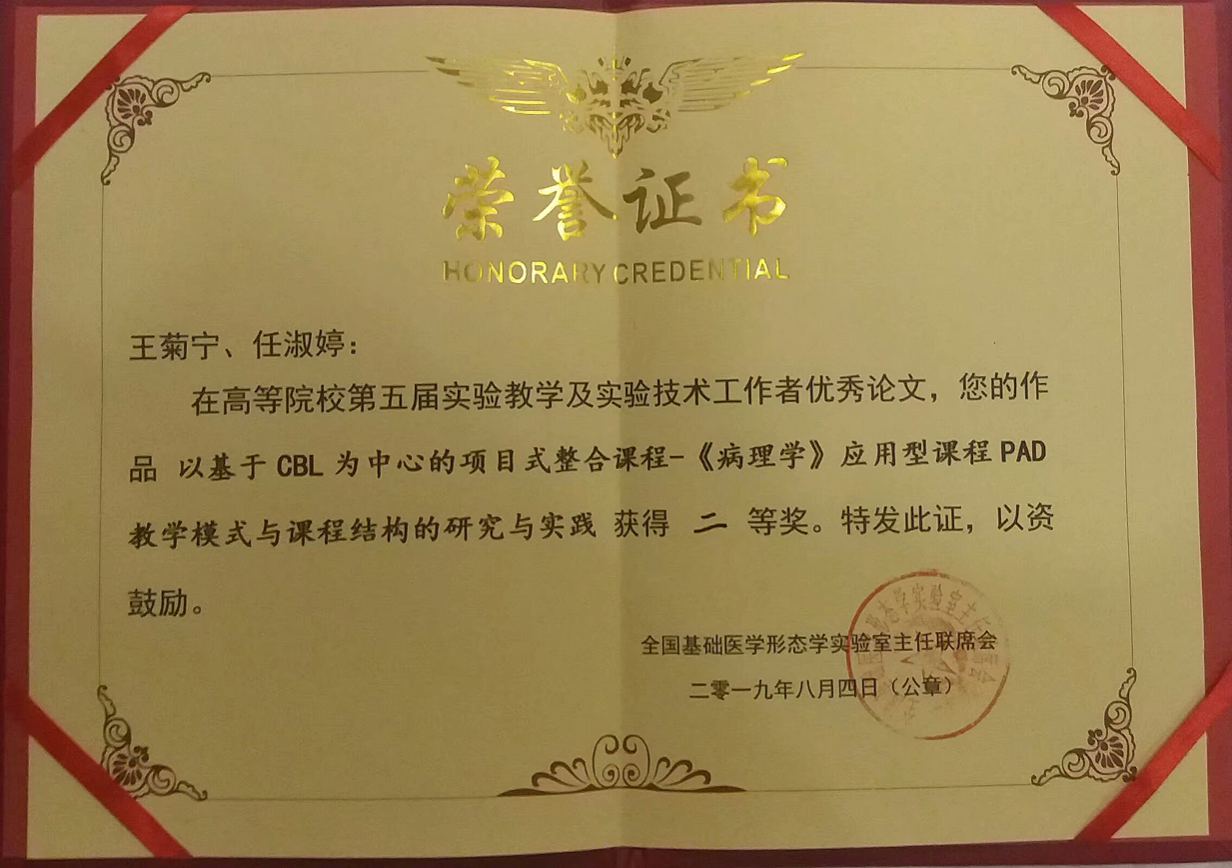 荣誉证书
HONORARY CREDENTIAL
王菊宁、任淑婷：
在高等院校第五届实验教学及实验技术工作者优秀论文，您的作
品 以基于 CBL 为中心的项目式整合课程-《病理学》应用型课程 PAD
教学模式与课程结构的研究与实践 获得 二 等奖。特发此证，以资
鼓励。
全国基础医学形态学实验室主任联席会
二零一九年八月四日（公章）